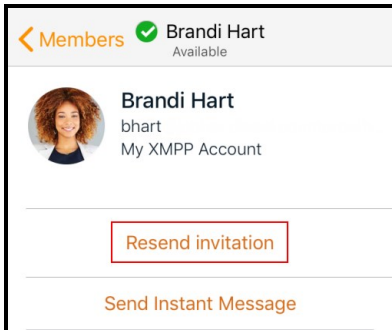 Members
Brandi Hart
Available
Brandi Hart
bhart
My XMPP Account
Resend invitation
Send Instant Message